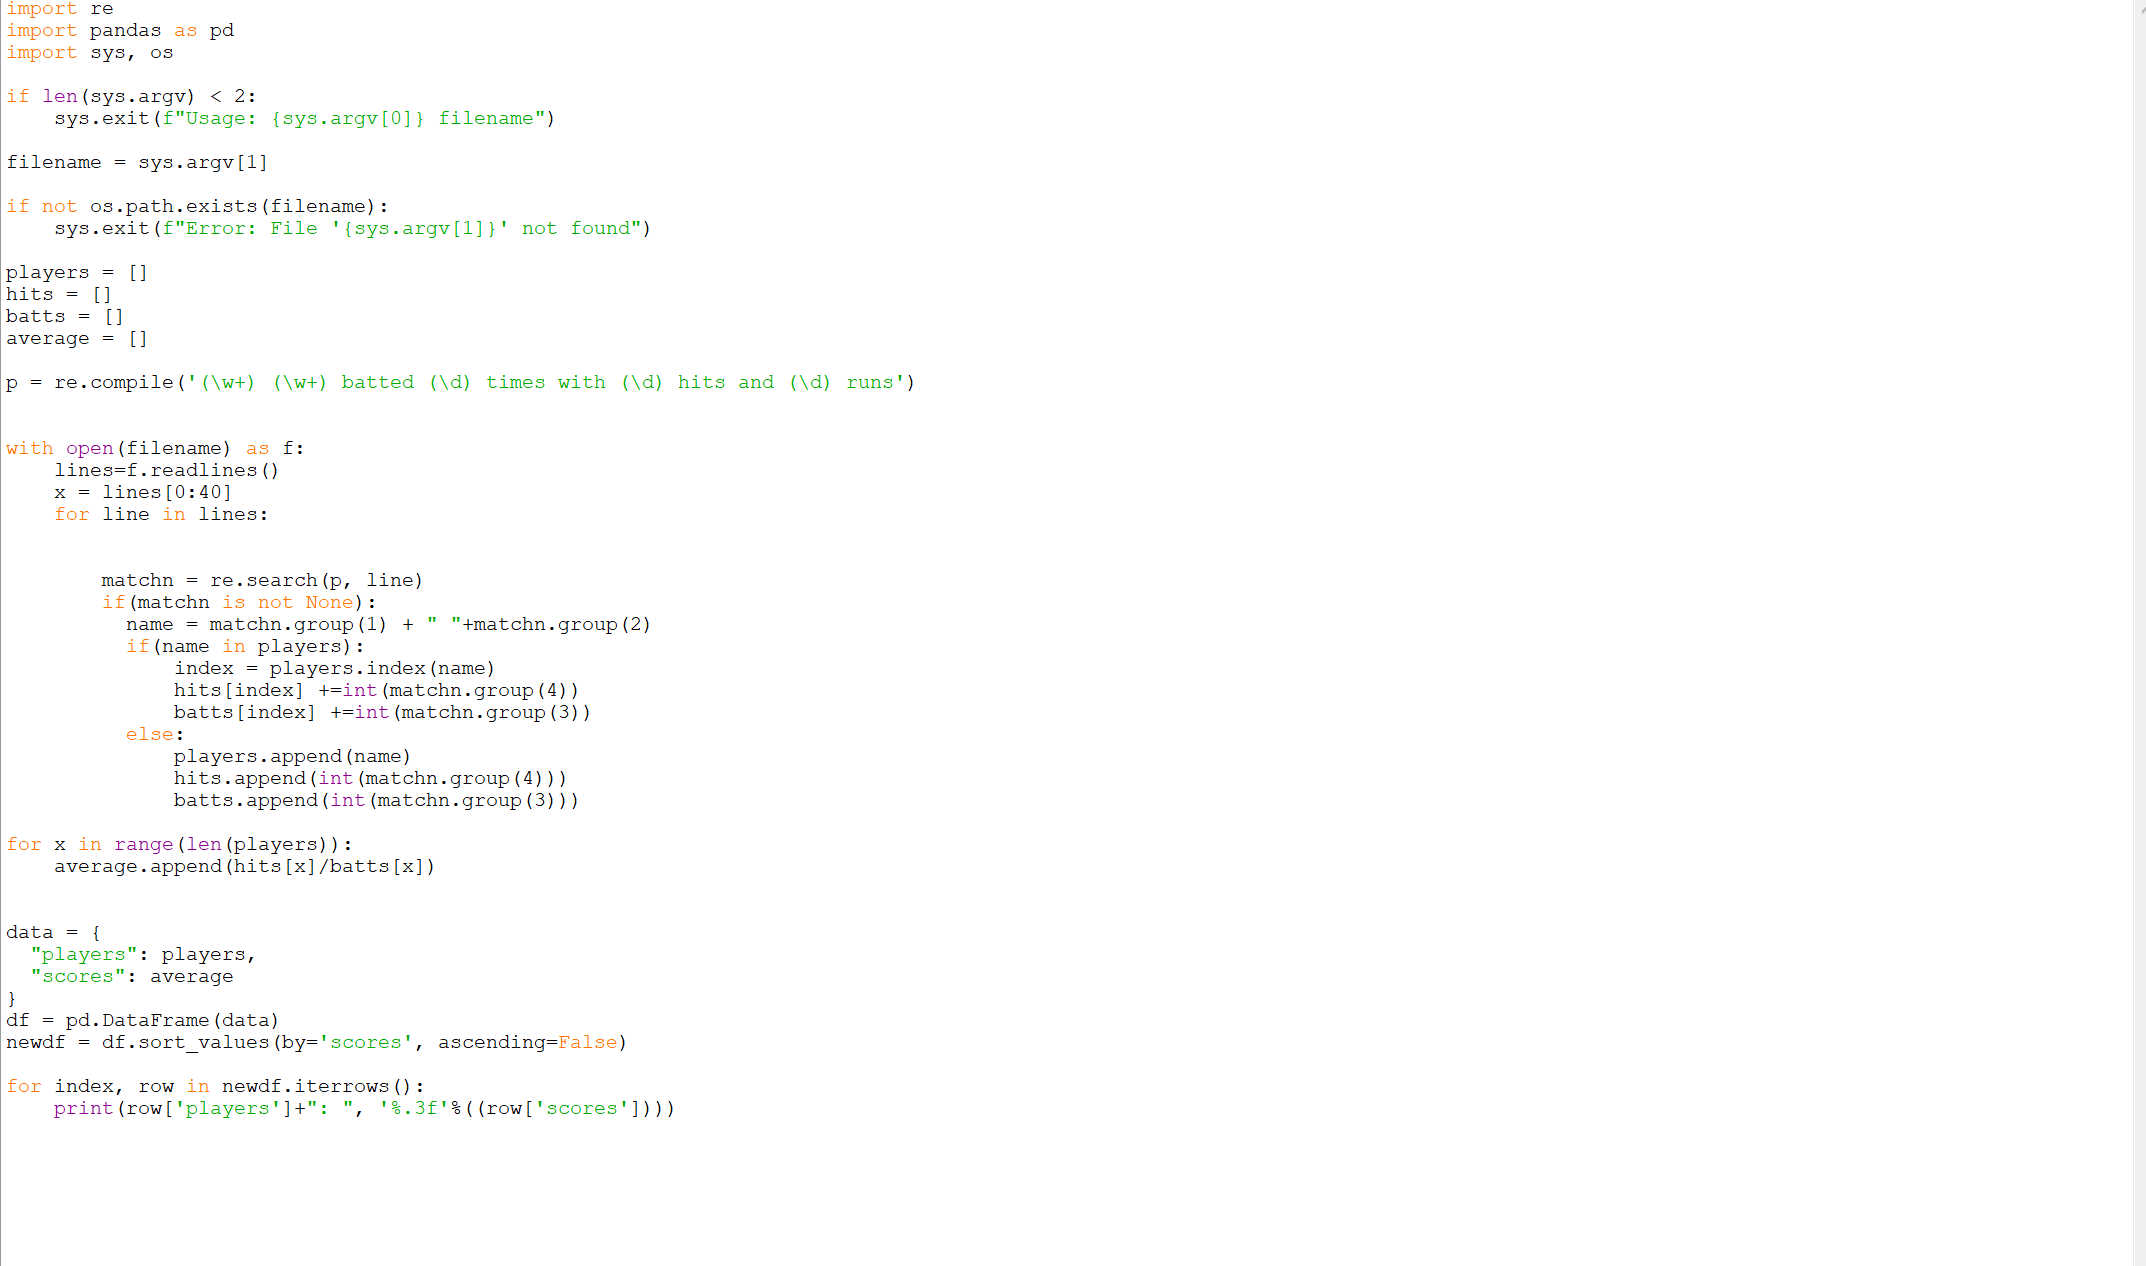 import re
import pandas as pd
import sys, os
if len(sys.argv) < 2:
    sys.exit(f"Usage: {sys.argv[0]} filename")
filename = sys.argv[1]
if not os.path.exists(filename):
    sys.exit(f"Error: File '{sys.argv[1]}' not found")
players = []
hits = []
batts = []
average = []
p = re.compile('(\w+) (\w+) batted (\d) times with (\d) hits and (\d) runs')
with open(filename) as f:
    lines=f.readlines()
    x = lines[0:40]
    for line in lines:
        matchn = re.search(p, line)
        if(matchn is not None):
          name = matchn.group(1) + " "+matchn.group(2)
          if(name in players):
              index = players.index(name)
              hits[index] +=int(matchn.group(4))
              batts[index] +=int(matchn.group(3))
          else:
              players.append(name)
              hits.append(int(matchn.group(4)))
              batts.append(int(matchn.group(3)))
for x in range(len(players)):
    average.append(hits[x]/batts[x])
data = {
  "players": players,
  "scores": average
}
df = pd.DataFrame(data)
newdf = df.sort_values(by='scores', ascending=False)
for index, row in newdf.iterrows():
    print(row['players']+": ", '%.3f'%((row['scores'])))